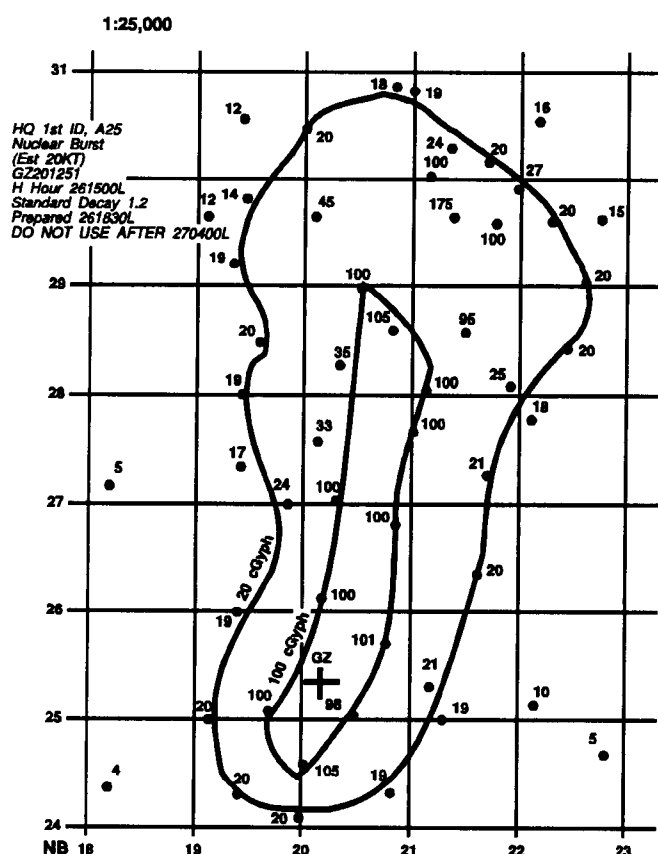 1:25,000
HQ 1st ID, A25
Nuclear Burst
(Est 20KT)
GZ201251
H Hour 261500L
Standard Decay 1.2
Prepared 261830L
DO NOT USE AFTER 270400L
31
18 19
12 16
20
24 20
100
27
14
12 45 175 20 15
100
19
29 100 20
105 95
20 20
35
28 19 100 25
18
33 100
17
5 21
27 24 100
100
20
20 cGyph
26 19 100
100 cGyph
101
GZ
21
100 98 10
25 20 19
5
4 105
20 19
24 20
NB 18 19 20 21 22 23